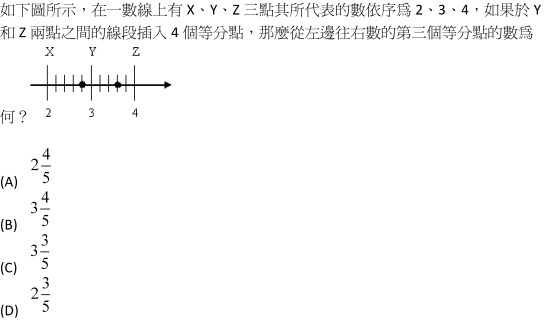 如下圖所示，在一數線上有 X、Y、Z 三點其所代表的數依序爲 2、3、4，如果於 Y
和 Z 兩點之間的線段插入 4 個等分點，那麼從左邊往右數的第三個等分點的數爲
X Y Z
2 3 4
何？
(A) 2 4/5
(B) 3 4/5
(C) 3 3/5
(D) 2 3/5